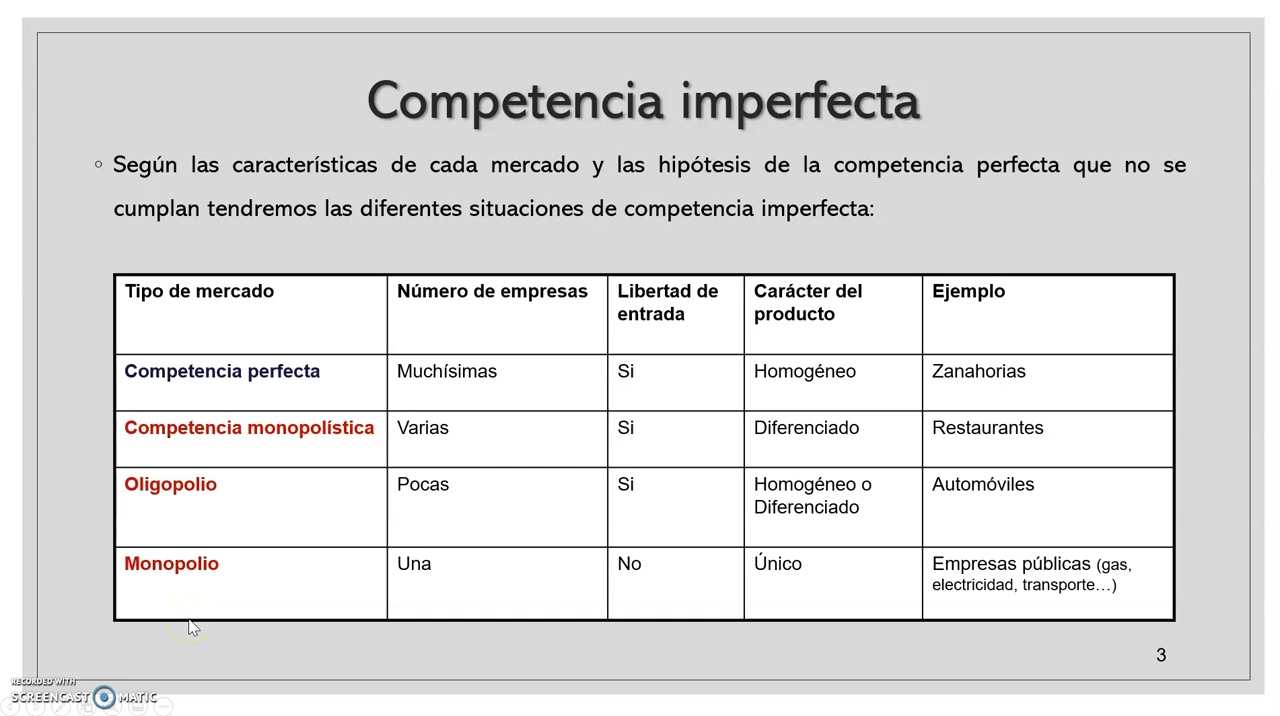 Competencia imperfecta
Según las características de cada mercado y las hipótesis de la competencia perfecta que no se
cumplan tendremos las diferentes situaciones de competencia imperfecta:
Tipo de mercado
Número de empresas
Libertad de
entrada
Carácter del
producto
Ejemplo
Competencia perfecta
Muchísimas
Si
Homogéneo
Zanahorias
Competencia monopolística
Varias
Si
Diferenciado
Restaurantes
Oligopolio
Pocas
Si
Homogéneo o
Diferenciado
Automóviles
Monopolio
Una
No
Único
Empresas públicas (gas,
electricidad, transporte…)
3
RECORDED WITH
SCREENCAST MATIC